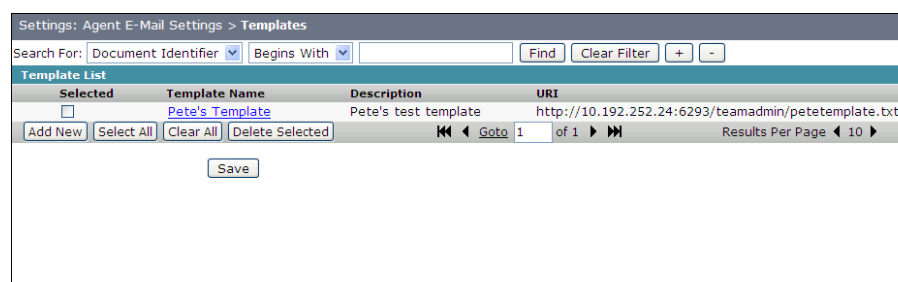 Settings: Agent E-Mail Settings > Templates
Search For: Document Identifier Begins With Find Clear Filter + -
Template List
Selected Template Name Description URI
Pete's Template Pete's test template http://10.192.252.24:6293/teamadmin/petetemplate.txt
Add New Select All Clear All Delete Selected Goto 1 of 1 Results Per Page 10
Save